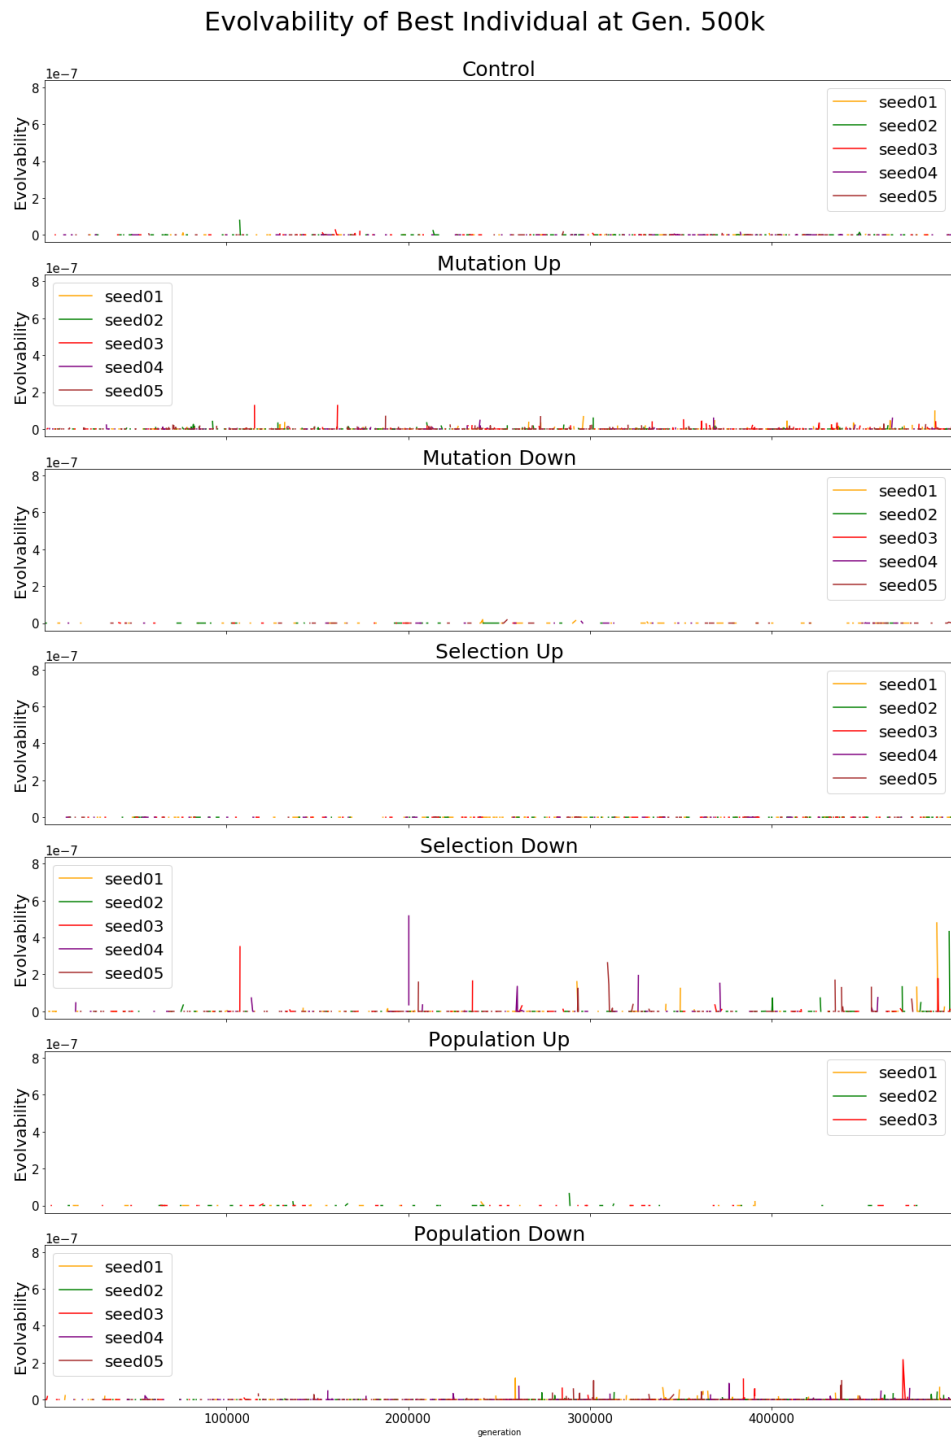 Evolvability of Best Individual at Gen. 500k
Control
1e−7
8
6
4
2
0
Evolvability
seed01
seed02
seed03
seed04
seed05
Mutation Up
1e−7
8
6
4
2
0
Evolvability
seed01
seed02
seed03
seed04
seed05
Mutation Down
1e−7
8
6
4
2
0
Evolvability
seed01
seed02
seed03
seed04
seed05
Selection Up
1e−7
8
6
4
2
0
Evolvability
seed01
seed02
seed03
seed04
seed05
Selection Down
1e−7
8
6
4
2
0
Evolvability
seed01
seed02
seed03
seed04
seed05
Population Up
1e−7
8
6
4
2
0
Evolvability
seed01
seed02
seed03
Population Down
1e−7
8
6
4
2
0
Evolvability
seed01
seed02
seed03
seed04
seed05
100000 200000 300000 400000
generation